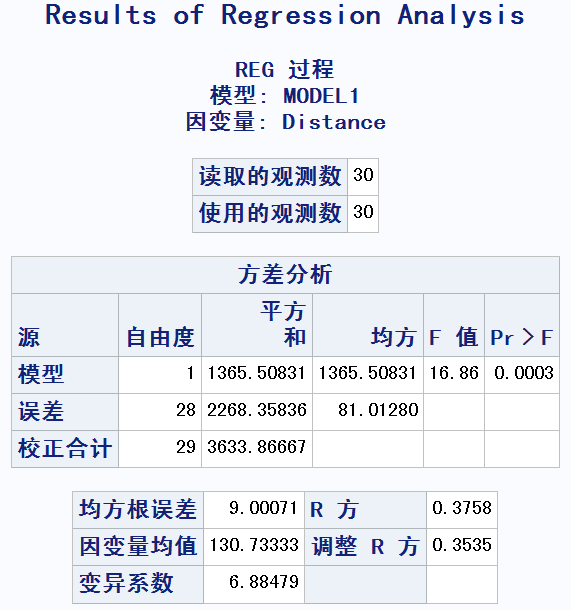 Results of Regression Analysis
REG 过程
模型: MODEL1
因变量: Distance
读取的观测数 30
使用的观测数 30
方差分析
源 自由度 平方和 均方 F 值 Pr > F
模型 1 1365.50831 1365.50831 16.86 0.0003
误差 28 2268.35836 81.01280
校正合计 29 3633.86667
均方根误差 9.00071 R 方 0.3758
因变量均值 130.73333 调整 R 方 0.3535
变异系数 6.88479